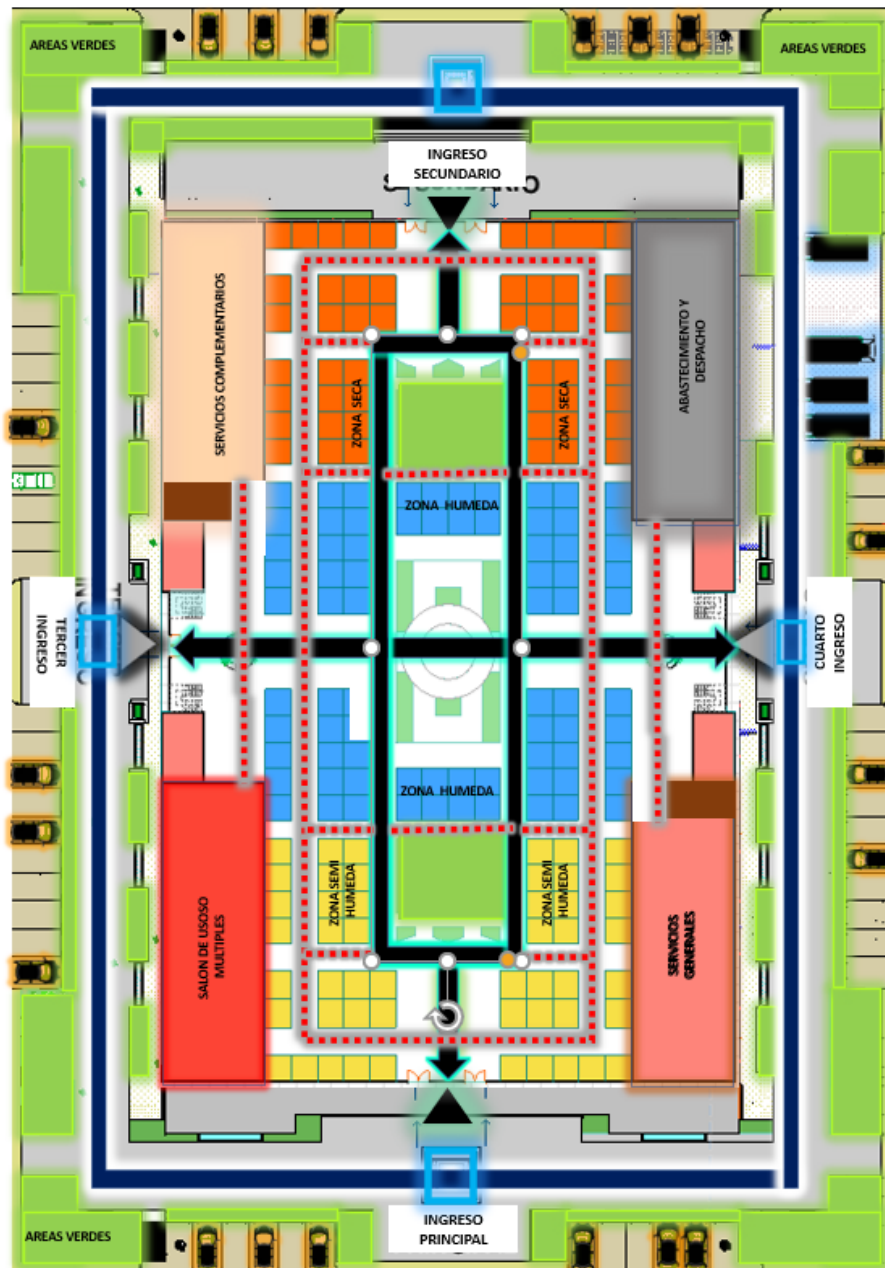 AREAS VERDES
AREAS VERDES
INGRESO
SECUNDARIO
SERVICIOS COMPLEMENTARIOS
ABASTECIMIENTO Y
DESPACHO
ZONA SECA
ZONA SECA
ZONA HUMEDA
TERCER
INGRESO
CUARTO
INGRESO
ZONA HUMEDA
ZONA SEMI
HUMEDA
ZONA SEMI
HUMEDA
SALON DE USOSO
MULTIPLES
SERVICIOS
GENERALES
AREAS VERDES
INGRESO
PRINCIPAL
AREAS VERDES